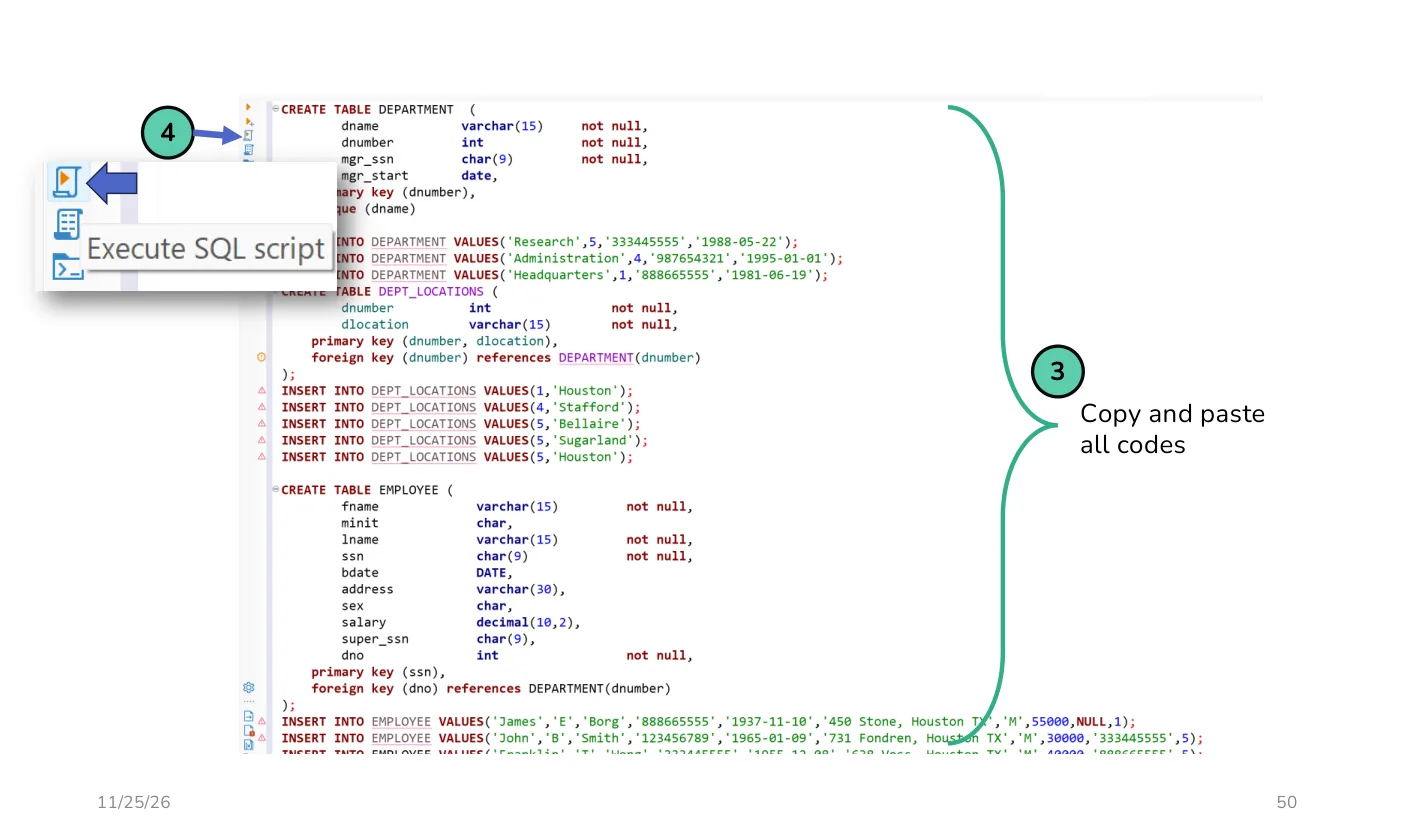 4
Execute SQL script
CREATE TABLE DEPARTMENT (
dname varchar(15) not null,
dnumber int not null,
mgr_ssn char(9) not null,
mgr_start date,
mary key (dnumber),
que (dname)
INTO DEPARTMENT VALUES('Research',5,'333445555','1988-05-22');
INTO DEPARTMENT VALUES('Administration',4,'987654321','1995-01-01');
INTO DEPARTMENT VALUES('Headquarters',1,'888665555','1981-06-19');
CREATE TABLE DEPT_LOCATIONS (
dnumber int not null,
dlocation varchar(15) not null,
primary key (dnumber, dlocation),
foreign key (dnumber) references DEPARTMENT(dnumber)
);
INSERT INTO DEPT_LOCATIONS VALUES(1,'Houston');
INSERT INTO DEPT_LOCATIONS VALUES(4,'Stafford');
INSERT INTO DEPT_LOCATIONS VALUES(5,'Bellaire');
INSERT INTO DEPT_LOCATIONS VALUES(5,'Sugarland');
INSERT INTO DEPT_LOCATIONS VALUES(5,'Houston');
CREATE TABLE EMPLOYEE (
fname varchar(15) not null,
minit char,
lname varchar(15) not null,
ssn char(9) not null,
bdate DATE,
address varchar(30),
sex char,
salary decimal(10,2),
super_ssn char(9),
dno int not null,
primary key (ssn),
foreign key (dno) references DEPARTMENT(dnumber)
);
INSERT INTO EMPLOYEE VALUES('James','E','Borg','888665555','1937-11-10','450 Stone, Houston TX','M',55000,NULL,1);
INSERT INTO EMPLOYEE VALUES('John','B','Smith','123456789','1965-01-09','731 Fondren, Houston TX','M',30000,'333445555',5);
3
Copy and paste
all codes
11/25/26
50